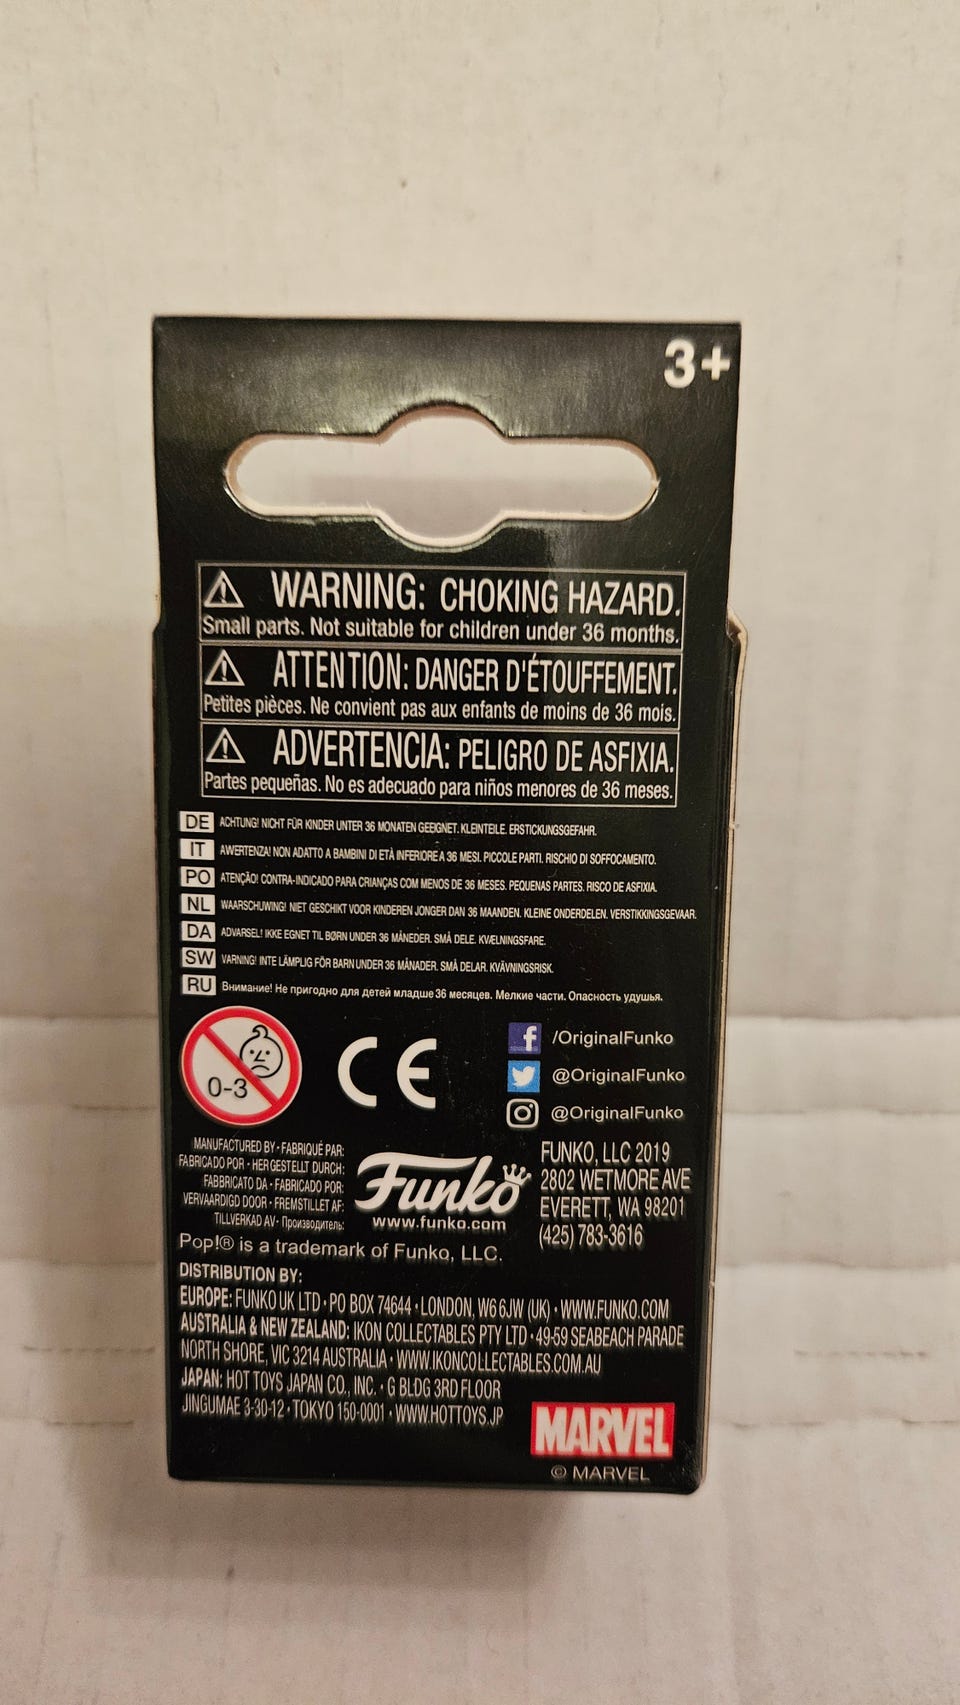 3+
WARNING: CHOKING HAZARD.
Small parts. Not suitable for children under 36 months.
ATTENTION: DANGER D'ÉTOUFFEMENT.
Petites pièces. Ne convient pas aux enfants de moins de 36 mois.
ADVERTENCIA: PELIGRO DE ASFIXIA.
Partes pequeñas. No es adecuado para niños menores de 36 meses.
DE ACHTUNG! NICHT FÜR KINDER UNTER 36 MONATEN GEEIGNET. KLEINTEILE. ERSTICKUNGSGEFAHR.
IT AWERTENZA! NON ADATTO A BAMBINI DI ETÀ INFERIORE A 36 MESI. PICCOLE PARTI. RISCHIO DI SOFFOCAMENTO.
PO ATENÇÃO! CONTRA-INDICADO PARA CRIANÇAS COM MENOS DE 36 MESES. PEQUENAS PARTES. RISCO DE ASFIXIA.
NL WAARSCHUWING! NIET GESCHIKT VOOR KINDEREN JONGER DAN 36 MAANDEN. KLEINE ONDERDELEN. VERSTIKKINGSGEVAAR.
DA ADVARSEL! IKKE EGNET TIL BØRN UNDER 36 MÅNEDER. SMÅ DELE. KVÆLNINGSFARE.
SW VARNING! INTE LÄMPLIG FÖR BARN UNDER 36 MÅNADER. SMÅ DELAR. KVÄVNINGSRISK.
RU Внимание! Не пригодно для детей младше 36 месяцев. Мелкие части. Опасность удушья.
0-3
CE
/OriginalFunko
@OriginalFunko
@OriginalFunko
MANUFACTURED BY • FABRIQUÉ PAR:
FABRICADO POR • HERGESTELLT DURCH:
FABBRICATO DA • FABRICADO POR:
VERVAARDIGD DOOR • FREMSTILLET AF:
TILLVERKAD AV • Производитель:
Funko
www.funko.com
FUNKO, LLC 2019
2802 WETMORE AVE
EVERETT, WA 98201
(425) 783-3616
Pop!® is a trademark of Funko, LLC.
DISTRIBUTION BY:
EUROPE: FUNKO UK LTD • PO BOX 74644 • LONDON, W6 6JW (UK) • WWW.FUNKO.COM
AUSTRALIA & NEW ZEALAND: IKON COLLECTABLES PTY LTD • 49-59 SEABEACH PARADE
NORTH SHORE, VIC 3214 AUSTRALIA • WWW.IKONCOLLECTABLES.COM.AU
JAPAN: HOT TOYS JAPAN CO., INC. • G BLDG 3RD FLOOR
JINGUMAE 3-30-12 • TOKYO 150-0001 • WWW.HOTTOYS.JP
MARVEL
© MARVEL